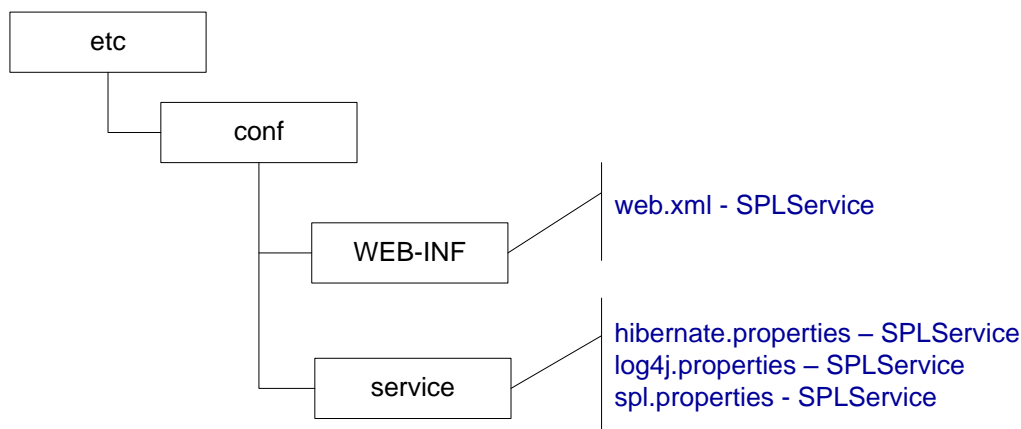 etc
conf
web.xml - SPLService
WEB-INF
hibernate.properties – SPLService
log4j.properties – SPLService
service
spl.properties - SPLService